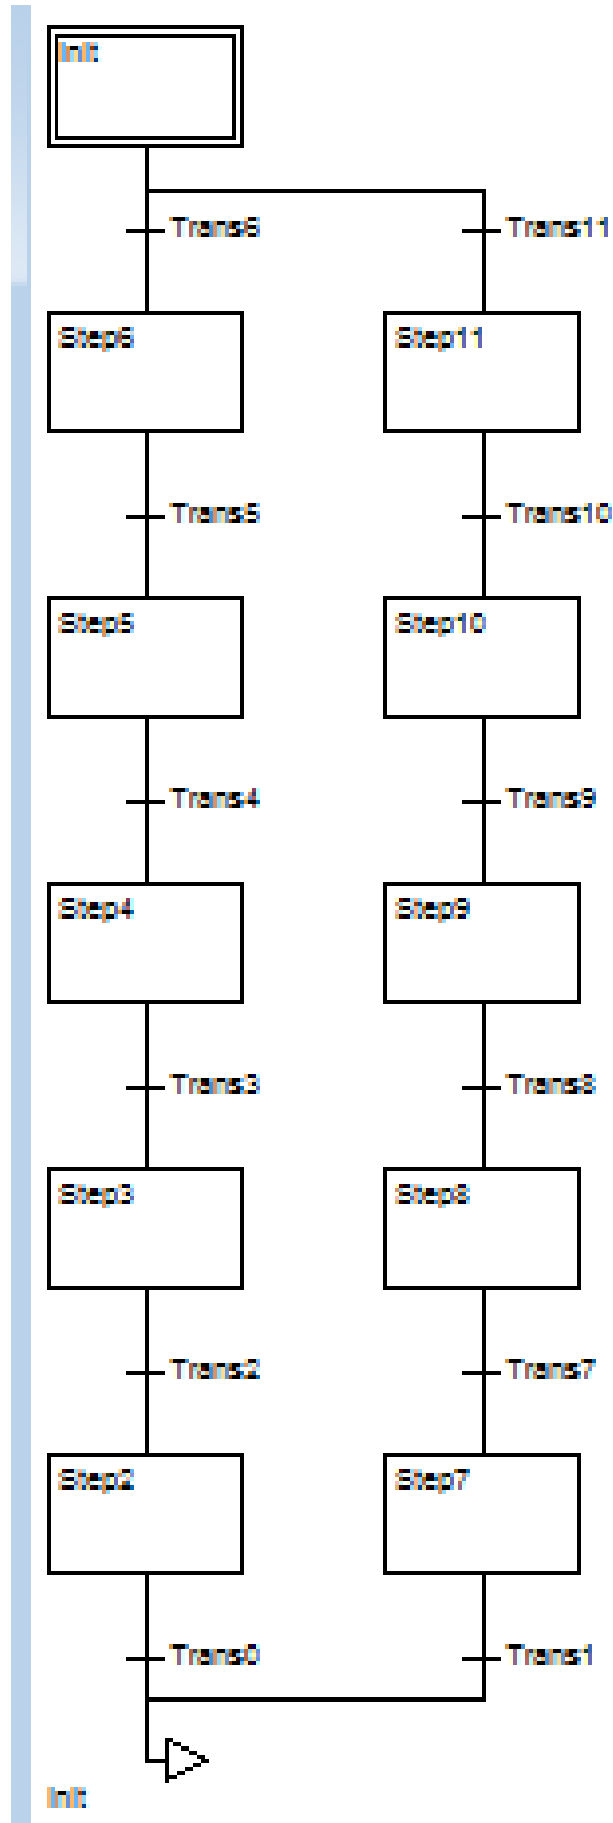 Init
Trans6 Trans11
Step6 Step11
Trans5 Trans10
Step5 Step10
Trans4 Trans9
Step4 Step9
Trans3 Trans8
Step3 Step8
Trans2 Trans7
Step2 Step7
Trans0 Trans1
Init